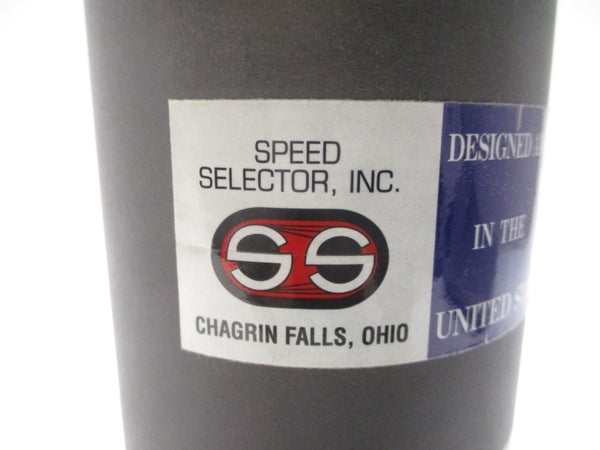 SPEED
SELECTOR, INC.
SS
CHAGRIN FALLS, OHIO
DESIGNED
IN THE
UNITED